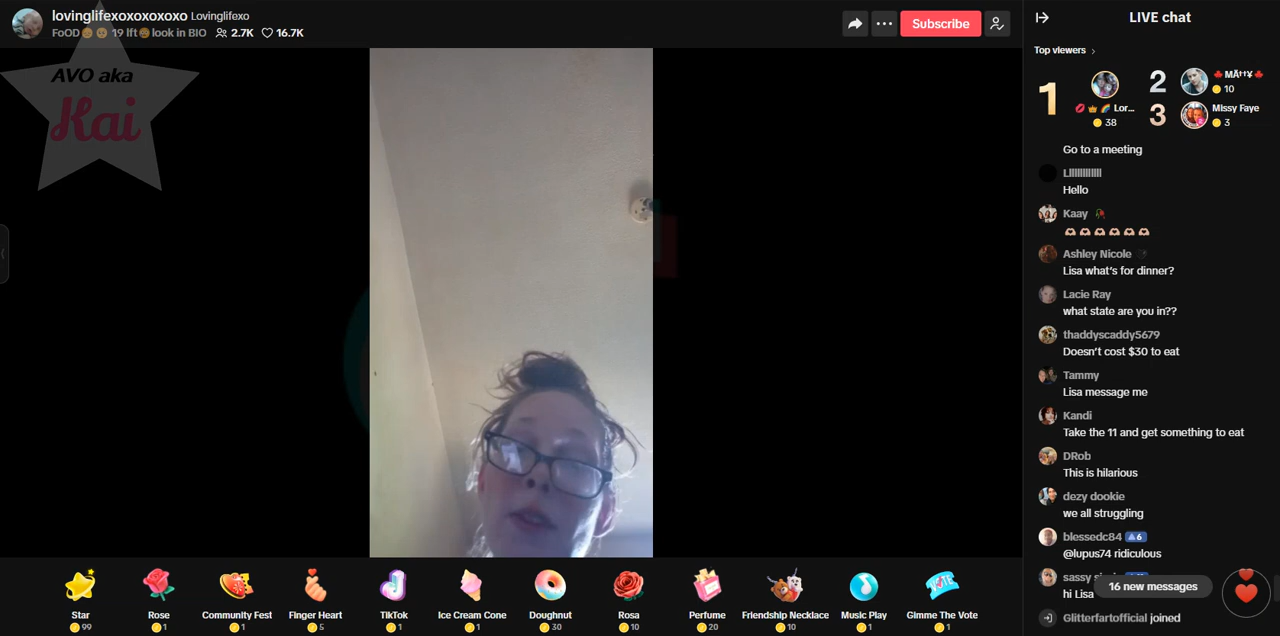 lovinglifexoxoxoxoxo Lovinglifexo
FoOD 19 lft look in BIO 2.7K 16.7K
Subscribe
AVO aka
Kai
LIVE chat
Top viewers
1
Lor...
38
2
10
3
Missy Faye
3
Go to a meeting
Hello
Kaay
Ashley Nicole
Lisa what's for dinner?
Lacie Ray
what state are you in??
thaddyscaddy5679
Doesn't cost $30 to eat
Tammy
Lisa message me
Kandi
Take the 11 and get something to eat
DRob
This is hilarious
dezy dookie
we all struggling
blessedc84 6
@lupus74 ridiculous
sassy
hi Lisa
16 new messages
Glitterfartofficial joined
Star
99
Rose
1
Community Fest
1
Finger Heart
5
TikTok
1
Ice Cream Cone
1
Doughnut
30
Rosa
10
Perfume
20
Friendship Necklace
10
Music Play
1
VOTE
Gimme The Vote
1